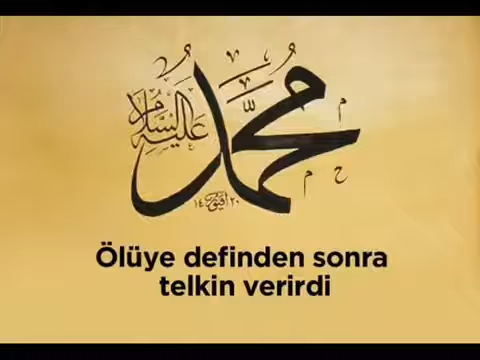 محمد
عليه السلام
م ح م د
Ölüye definden sonra
telkin verirdi